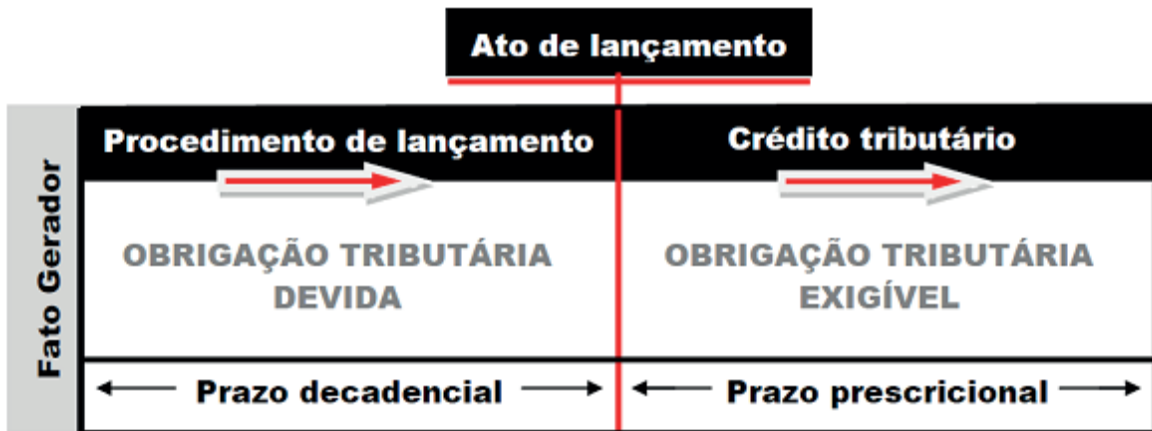 Ato de lançamento
Procedimento de lançamento
Crédito tributário
Fato Gerador
OBRIGAÇÃO TRIBUTÁRIA
DEVIDA
OBRIGAÇÃO TRIBUTÁRIA
EXIGÍVEL
Prazo decadencial
Prazo prescricional